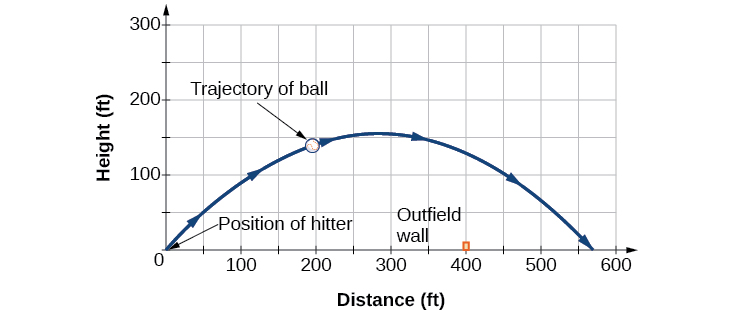 300
200
100
0
Height (ft)
Trajectory of ball
Position of hitter
Outfield
wall
100 200 300 400 500 600
Distance (ft)